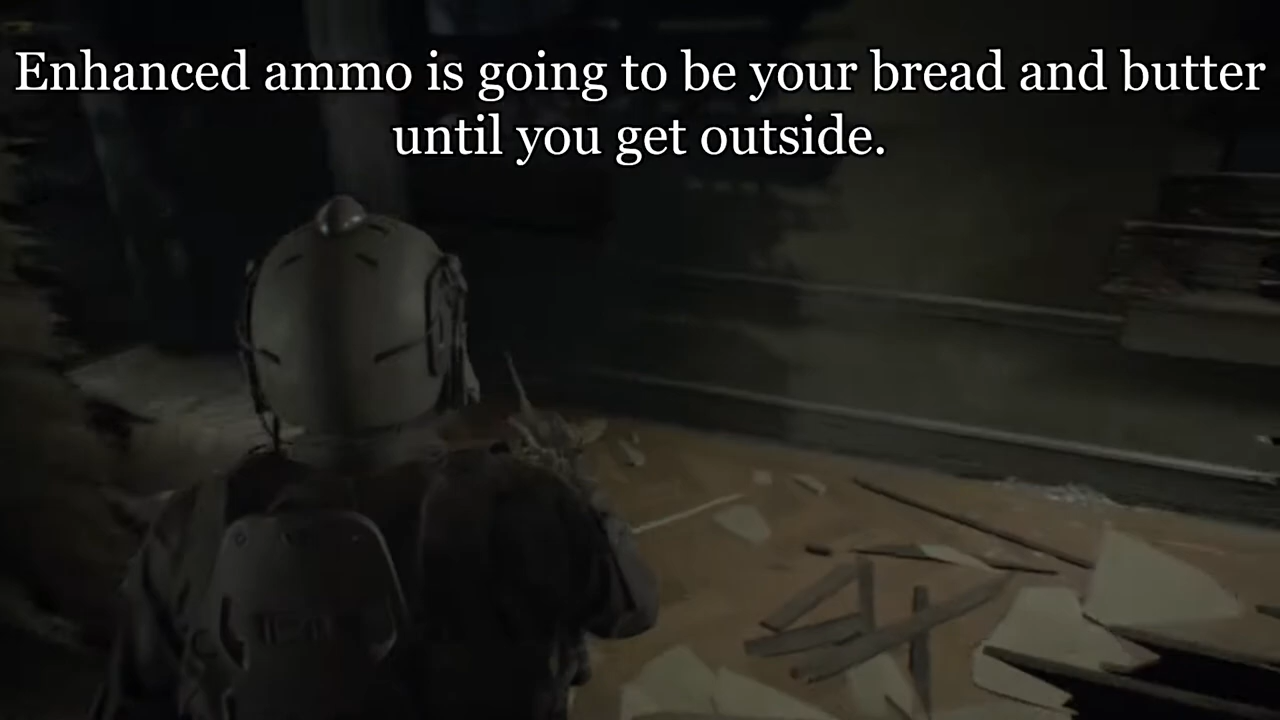 Enhanced ammo is going to be your bread and butter
until you get outside.